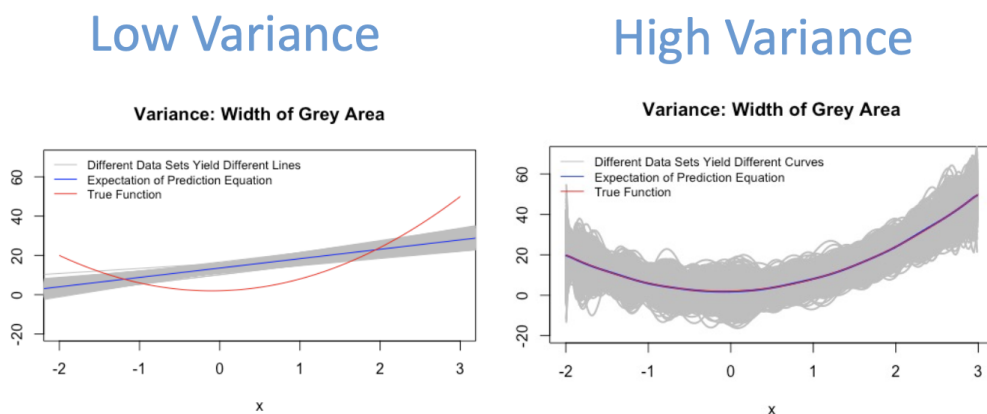 Low Variance
Variance: Width of Grey Area
Different Data Sets Yield Different Lines
Expectation of Prediction Equation
True Function
60
40
20
0
-20
-2
-1
0
1
2
3
x
High Variance
Variance: Width of Grey Area
Different Data Sets Yield Different Curves
Expectation of Prediction Equation
True Function
60
40
20
0
-20
-2
-1
0
1
2
3
x